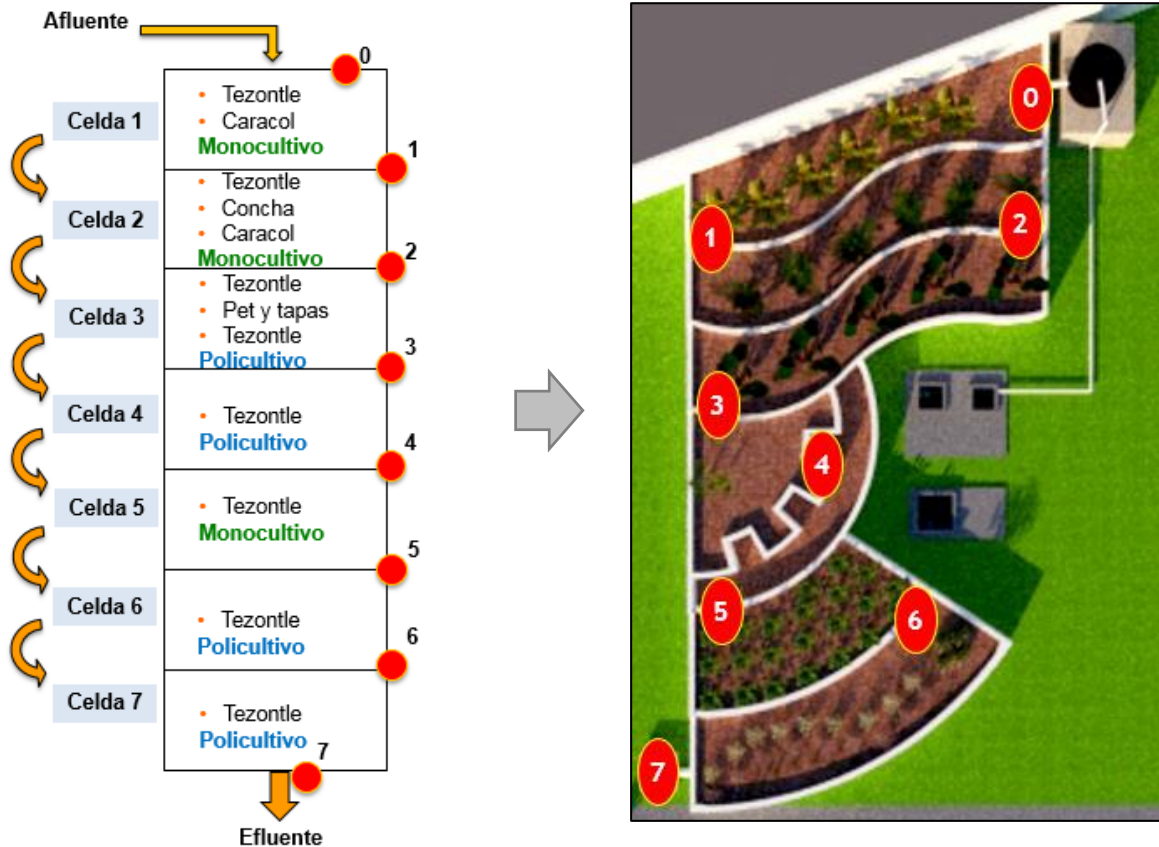 Afluente
0
Celda 1
• Tezontle
• Caracol
Monocultivo
1
Celda 2
• Tezontle
• Concha
• Caracol
Monocultivo
2
Celda 3
• Tezontle
• Pet y tapas
• Tezontle
Policultivo
3
Celda 4
• Tezontle
Policultivo
4
Celda 5
• Tezontle
Monocultivo
5
Celda 6
• Tezontle
Policultivo
6
Celda 7
• Tezontle
Policultivo
7
Efluente
0
1
2
3
4
5
6
7